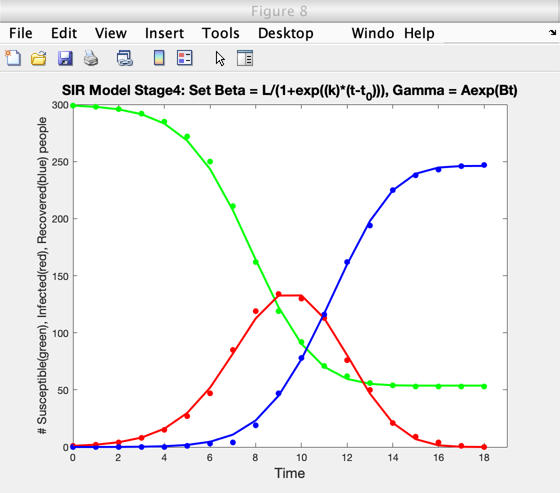 Figure 8
File Edit View Insert Tools Desktop Windo Help
SIR Model Stage4: Set Beta = L/(1+exp((k)*(t-t0))), Gamma = Aexp(Bt)
# Susceptible(green), Infected(red), Recovered(blue) people
300
250
200
150
100
50
0
0 2 4 6 8 10 12 14 16 18
Time